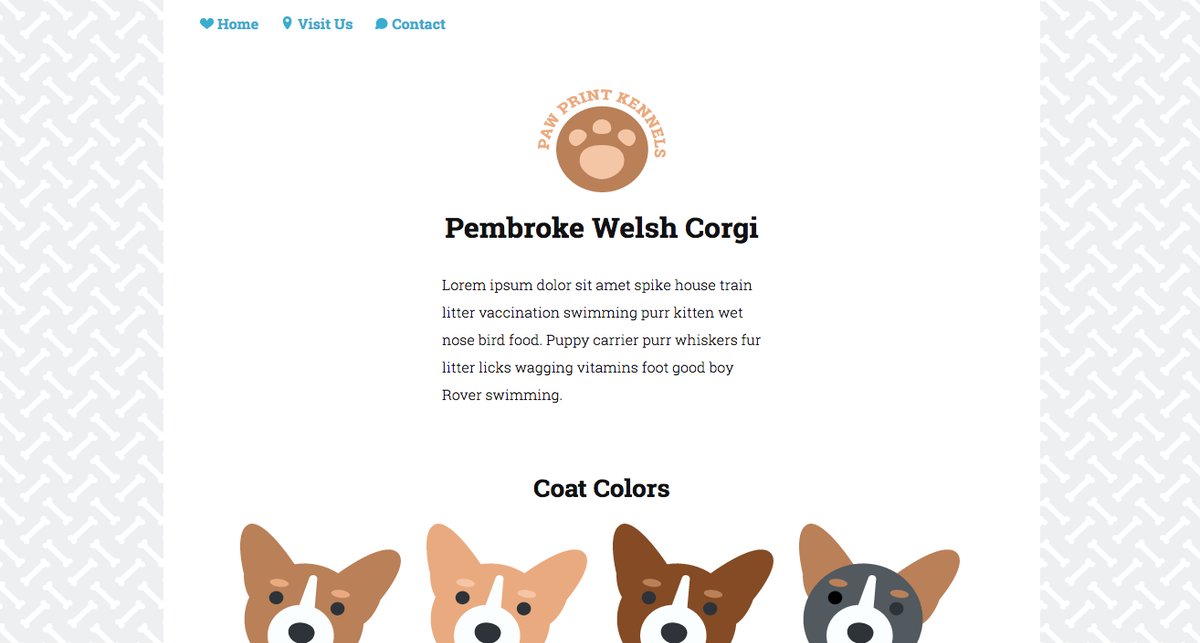 Home Visit Us Contact
PAW PRINT KENNELS
Pembroke Welsh Corgi
Lorem ipsum dolor sit amet spike house train
litter vaccination swimming purr kitten wet
nose bird food. Puppy carrier purr whiskers fur
litter licks wagging vitamins foot good boy
Rover swimming.
Coat Colors